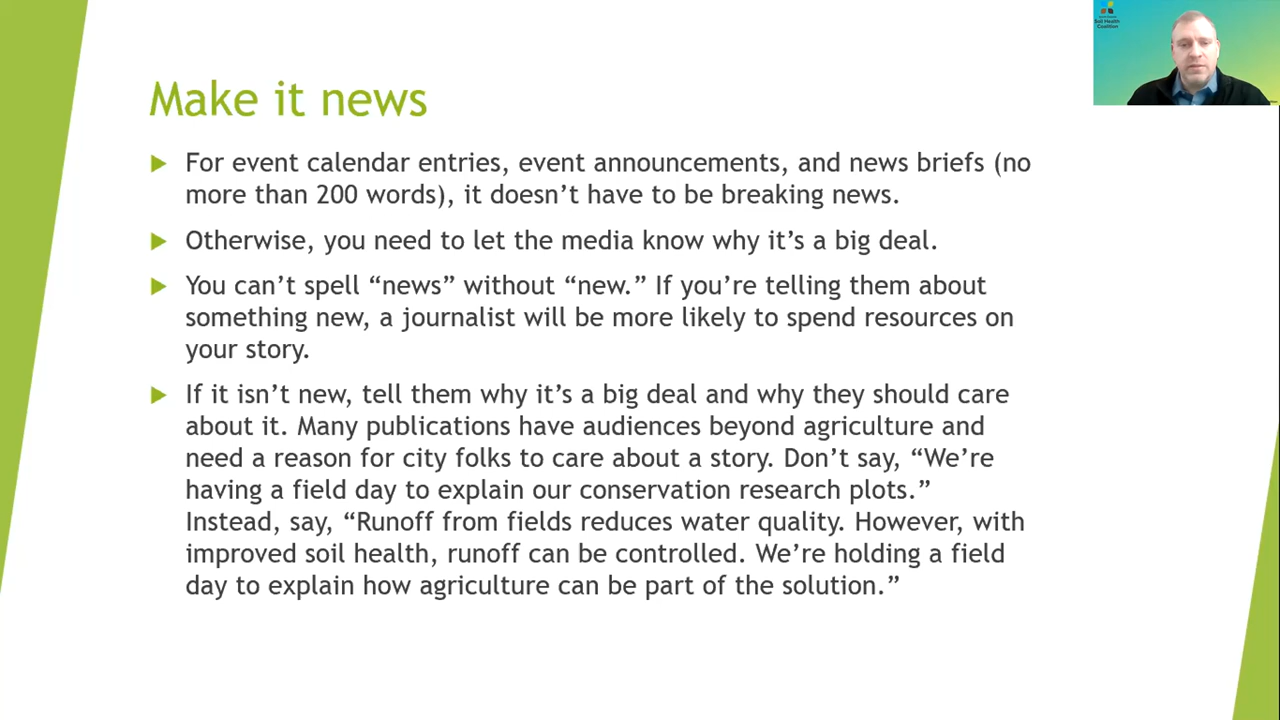 Soil Health
Coalition
Make it news
For event calendar entries, event announcements, and news briefs (no
more than 200 words), it doesn’t have to be breaking news.
Otherwise, you need to let the media know why it’s a big deal.
You can’t spell “news” without “new.” If you’re telling them about
something new, a journalist will be more likely to spend resources on
your story.
If it isn’t new, tell them why it’s a big deal and why they should care
about it. Many publications have audiences beyond agriculture and
need a reason for city folks to care about a story. Don’t say, “We’re
having a field day to explain our conservation research plots.”
Instead, say, “Runoff from fields reduces water quality. However, with
improved soil health, runoff can be controlled. We’re holding a field
day to explain how agriculture can be part of the solution.”